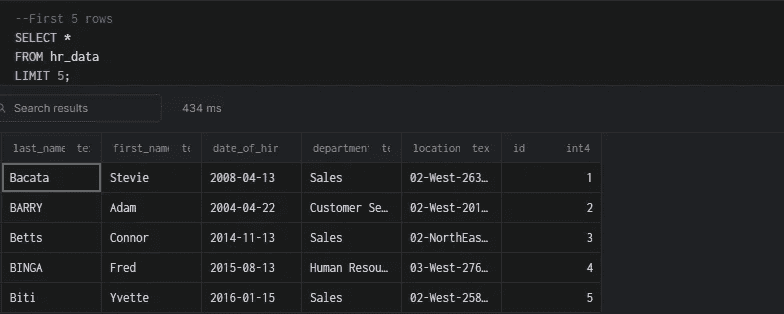 --First 5 rows
SELECT *
FROM hr_data
LIMIT 5;
Search results 434 ms
last_name te: first_nam te date_of_hir departmen te location tex id int4
Bacata Stevie 2008-04-13 Sales 02-West-263… 1
BARRY Adam 2004-04-22 Customer Se… 02-West-201… 2
Betts Connor 2014-11-13 Sales 02-NorthEas… 3
BINGA Fred 2015-08-13 Human Resou… 03-West-276… 4
Biti Yvette 2016-01-15 Sales 02-West-258… 5